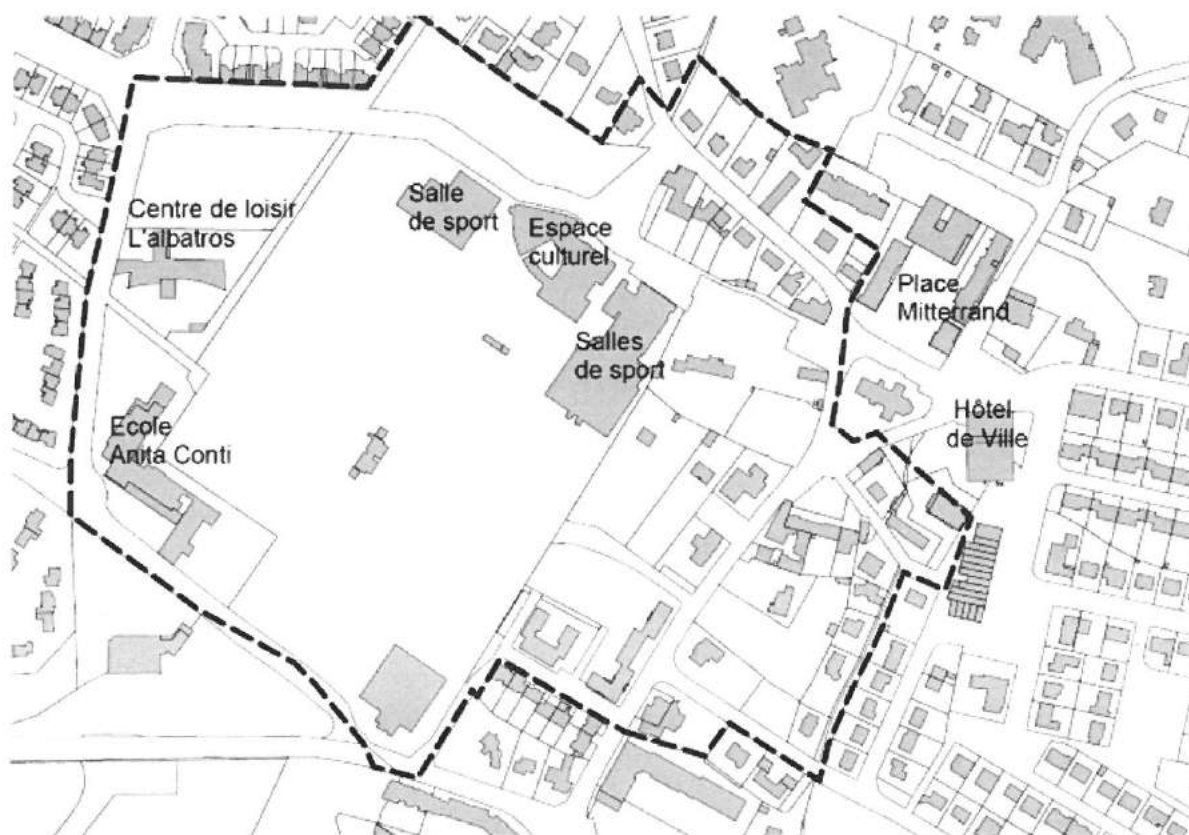 Centre de loisir
L'albatros
Salle
de sport
Espace
culturel
Place
Mitterrand
Salles
de sport
Hôtel
de Ville
Ecole
Anita Conti